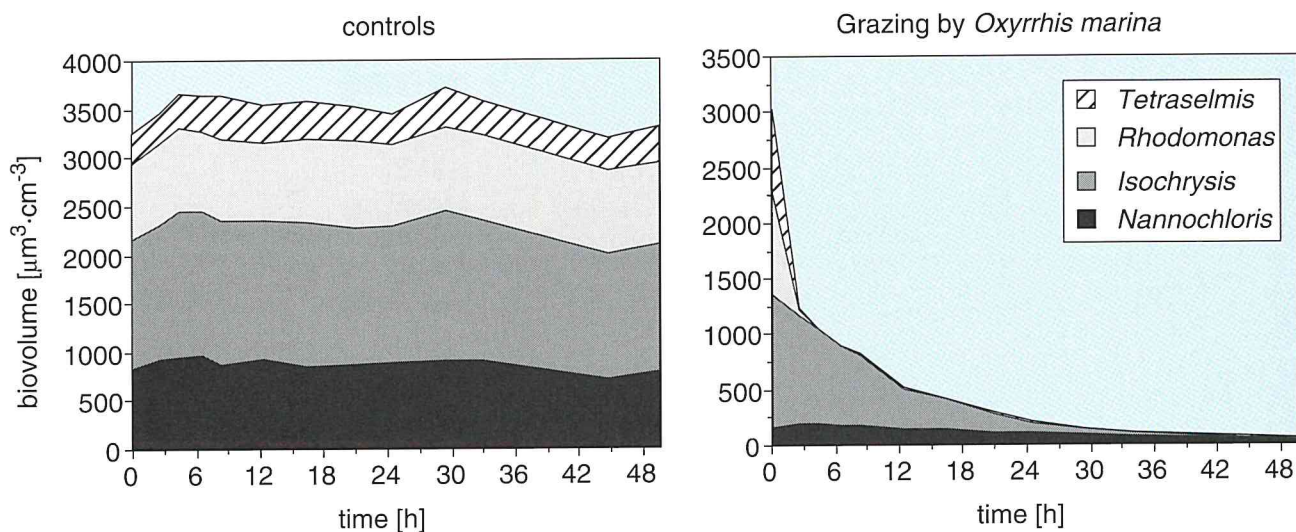 controls
4000
3500
3000
2500
2000
1500
1000
500
0
biovolume [µm³·cm⁻³]
0 6 12 18 24 30 36 42 48
time [h]
Grazing by Oxyrrhis marina
3500
3000
2500
2000
1500
1000
500
0
Tetraselmis
Rhodomonas
Isochrysis
Nannochloris
0 6 12 18 24 30 36 42 48
time [h]